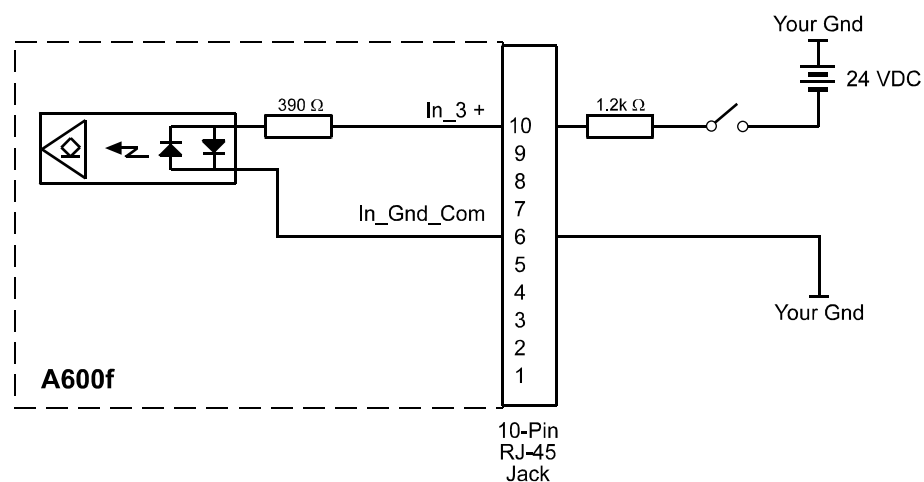 Your Gnd
24 VDC
390 Ω
In_3 +
1.2k Ω
10
9
8
7
In_Gnd_Com
6
5
4
Your Gnd
3
2
A600f
1
10-Pin
RJ-45
Jack